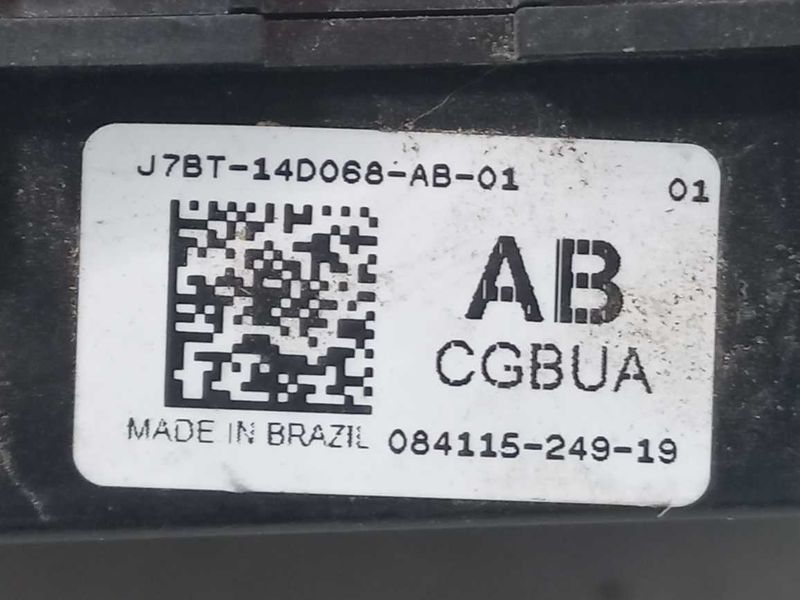 J7BT-14D068-AB-01
01
AB
CGBUA
MADE IN BRAZIL
084115-249-19